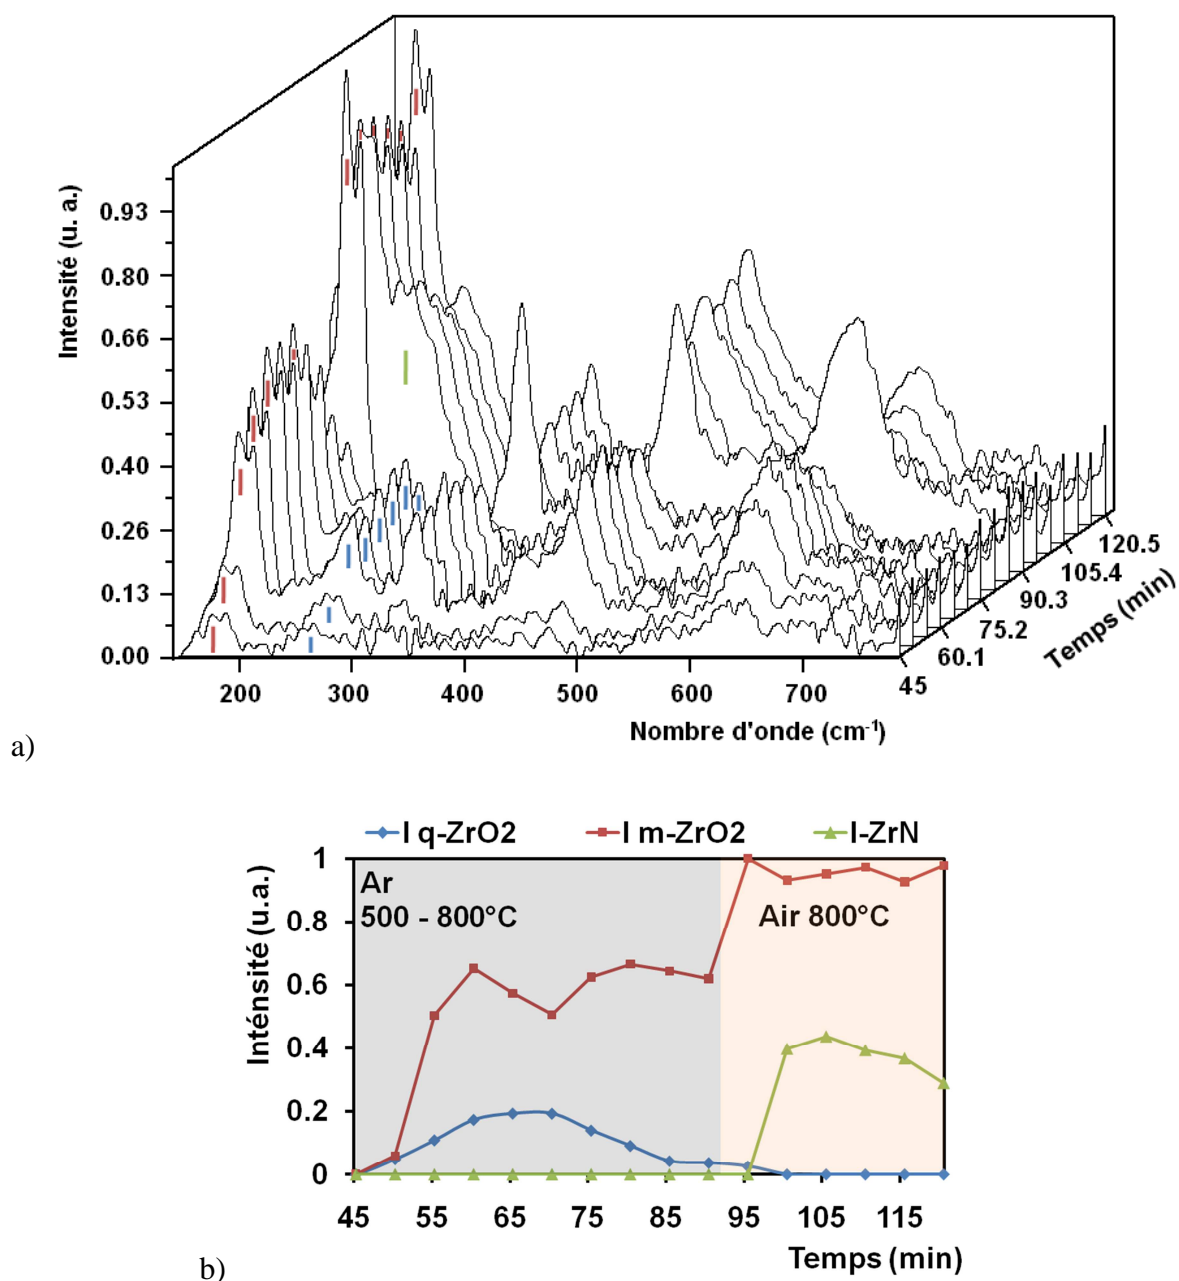 Intensité (u. a.)
0.93
0.80
0.66
0.53
0.40
0.26
0.13
0.00
200 300 400 500 600 700
45
60.1
75.2
90.3
105.4
120.5
Temps (min)
Nombre d'onde (cm-1)
a)
I q-ZrO2 I m-ZrO2 I-ZrN
Inténsité (u.a.)
1
0.8
0.6
0.4
0.2
0
Ar
500 - 800°C
Air 800°C
45 55 65 75 85 95 105 115
Temps (min)
b)